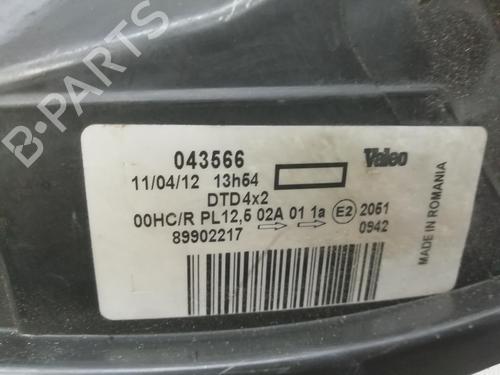 B-PARTS
043566
Valeo
11/04/12 13h54
DTD4x2
00HC/R PL12,5 02A 01 1a E2 2051
89902217
0942
MADE IN ROMANIA